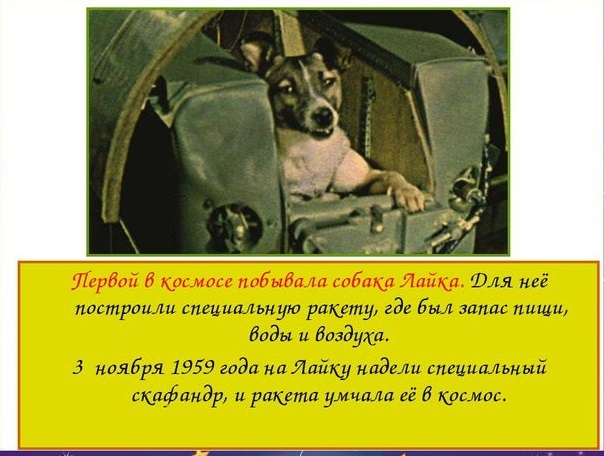 Первой в космосе побывала собака Лайка. Для неё
построили специальную ракету, где был запас пищи,
воды и воздуха.
3 ноября 1959 года на Лайку надели специальный
скафандр, и ракета умчала её в космос.